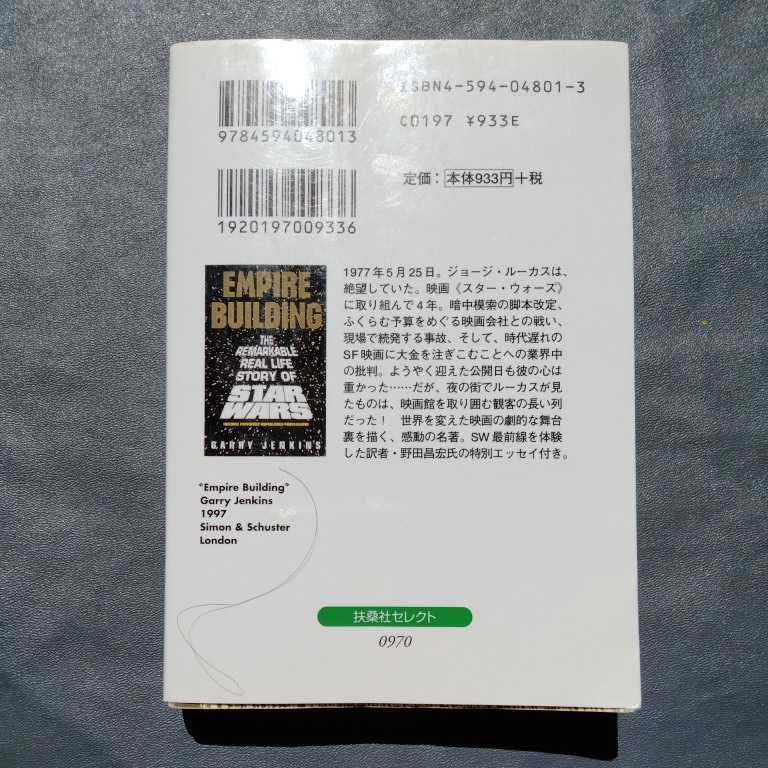 ISBN4-594-04801-3
C0197 ¥933E
9784594048013
定価：本体933円+税
1920197009336
1977年5月25日。ジョージ・ルーカスは、
絶望していた。映画《スター・ウォーズ》
に取り組んで4年。暗中模索の脚本改定、
ふくらむ予算をめぐる映画会社との戦い、
現場で続発する事故、そして、時代遅れの
SF映画に大金を注ぎこむことへの業界中
の批判。ようやく迎えた公開日も彼の心は
重かった……だが、夜の街でルーカスが見
たものは、映画館を取り囲む観客の長い列
だった！　世界を変えた映画の劇的な舞台
裏を描く、感動の名著。SW最前線を体験
した訳者・野田昌宏氏の特別エッセイ付き。
EMPIRE
BUILDING
THE
REMARKABLE
REAL LIFE
STORY OF
STAR
WARS
GARRY JENKINS
"Empire Building"
Garry Jenkins
1997
Simon & Schuster
London
扶桑社セレクト
0970